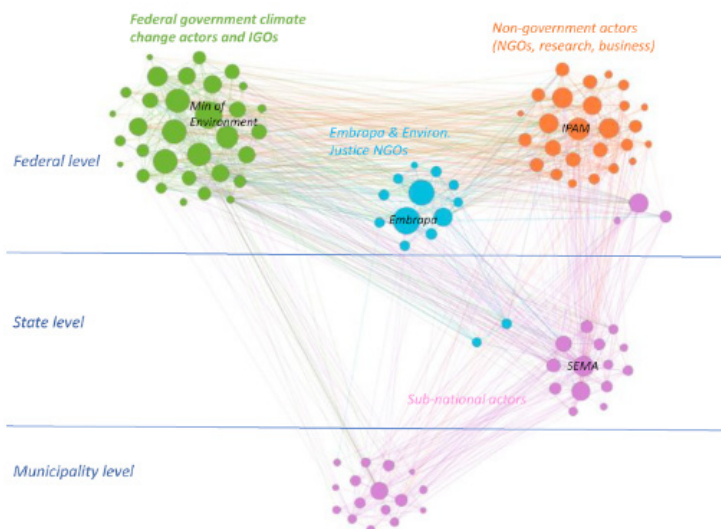 Federal government climate
change actors and IGOs
Non-government actors
(NGOs, research, business)
Min of
Environment
IPAM
Embrapa & Environ.
Justice NGOs
Federal level
Embrapa
State level
SEMA
Sub-national actors
Municipality level